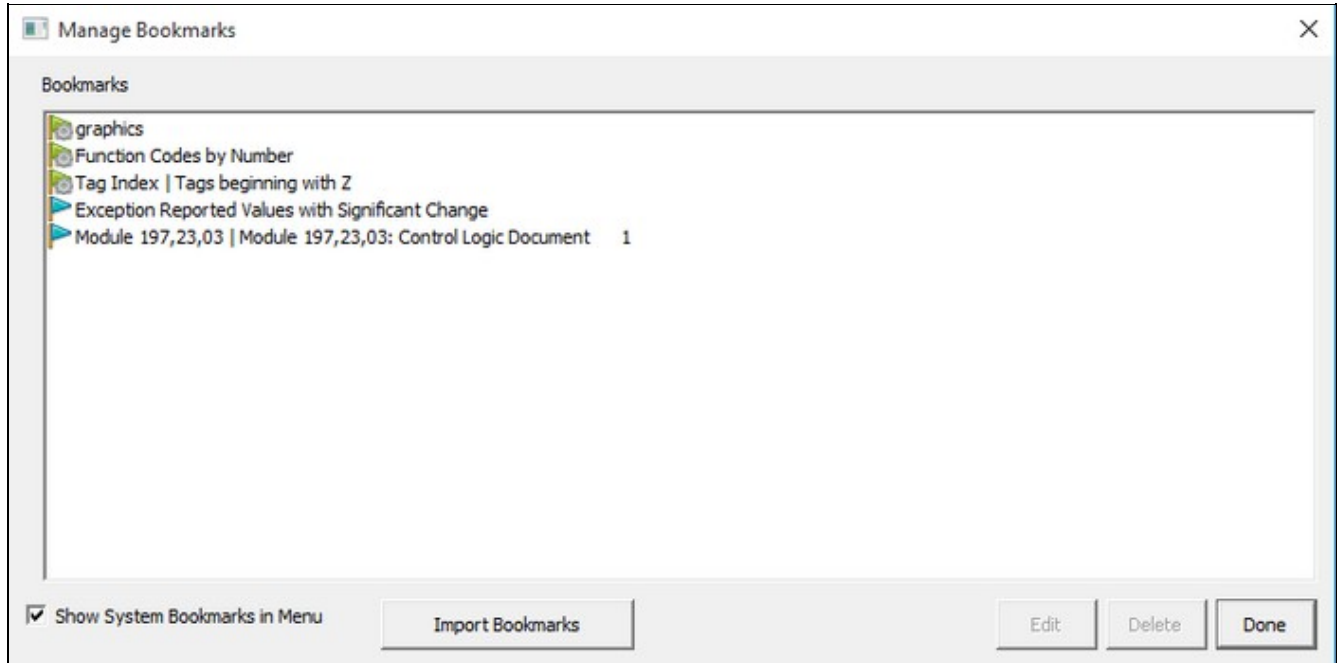 Manage Bookmarks
Bookmarks
graphics
Function Codes by Number
Tag Index | Tags beginning with Z
Exception Reported Values with Significant Change
Module 197,23,03 | Module 197,23,03: Control Logic Document 1
Show System Bookmarks in Menu Import Bookmarks Edit Delete Done